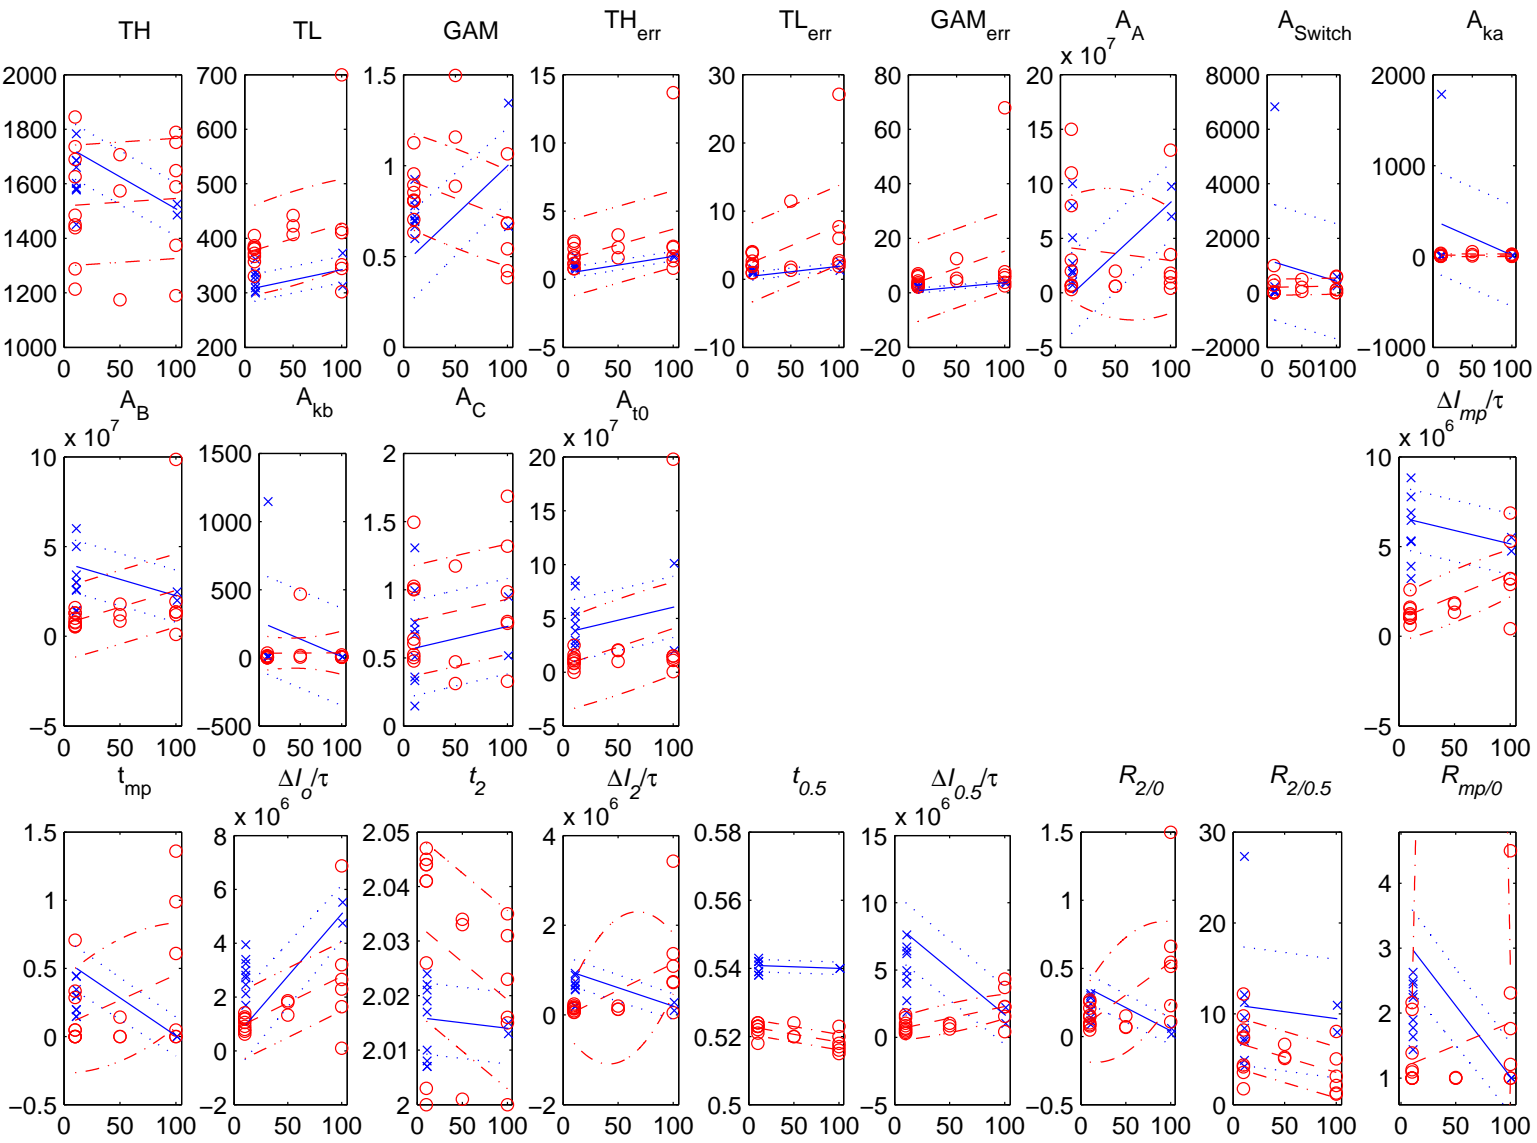 TH TL GAM TH_err TL_err GAM_err A_A A_Switch A_ka
x 10^7
2000 1800 1600 1400 1200 1000 0 50 100
700 600 500 400 300 200 0 50 100
1.5 1 0.5 0 0 50 100
15 10 5 0 −5 0 50 100
30 20 10 0 −10 0 50 100
80 60 40 20 0 −20 0 50 100
20 15 10 5 0 −5 0 50 100
8000 6000 4000 2000 0 −2000 0 50 100
2000 1000 0 −1000 0 50 100
A_B A_kb A_C A_t0 ΔI_mp/τ
x 10^7 x 10^7 x 10^6
10 5 0 −5 0 50 100
1500 1000 500 0 −500 0 50 100
2 1.5 1 0.5 0 0 50 100
20 15 10 5 0 −5 0 50 100
10 5 0 −5 0 50 100
t_mp ΔI_o/τ t_2 ΔI_2/τ t_0.5 ΔI_0.5/τ R_2/0 R_2/0.5 R_mp/0
x 10^6 x 10^6 x 10^6
1.5 1 0.5 0 −0.5 0 50 100
8 6 4 2 0 −2 0 50 100
2.05 2.04 2.03 2.02 2.01 2 0 50 100
4 2 0 −2 0 50 100
0.58 0.56 0.54 0.52 0.5 0 50 100
15 10 5 0 −5 0 50 100
1.5 1 0.5 0 −0.5 0 50 100
30 20 10 0 0 50 100
4 3 2 1 0 50 100